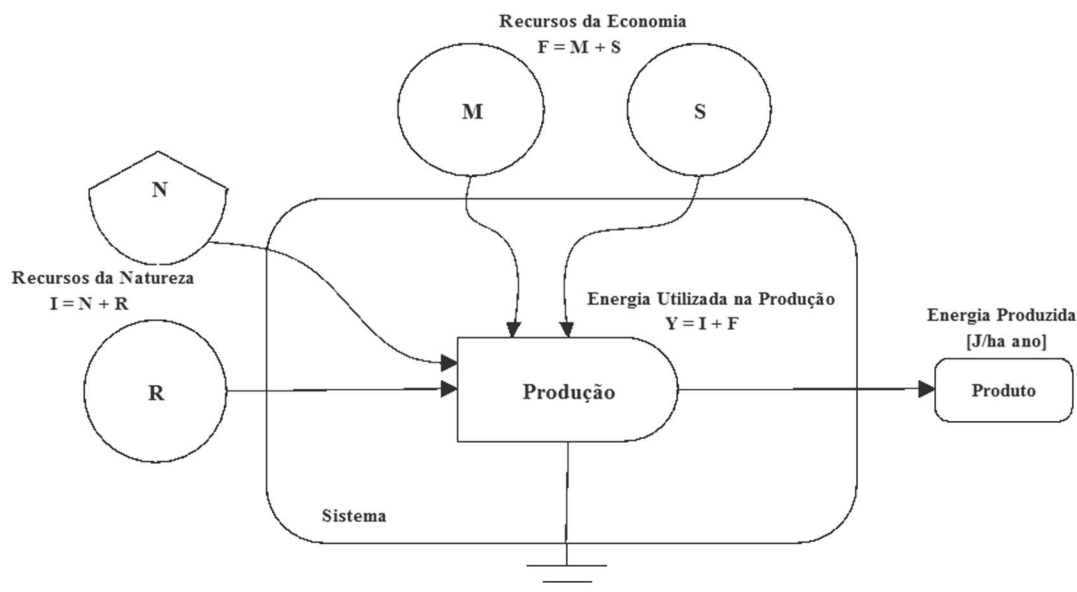 Recursos da Economia
F = M + S
M
S
N
Recursos da Natureza
I = N + R
R
Energia Utilizada na Produção
Y = I + F
Produção
Energia Produzida
[J/ha ano]
Produto
Sistema